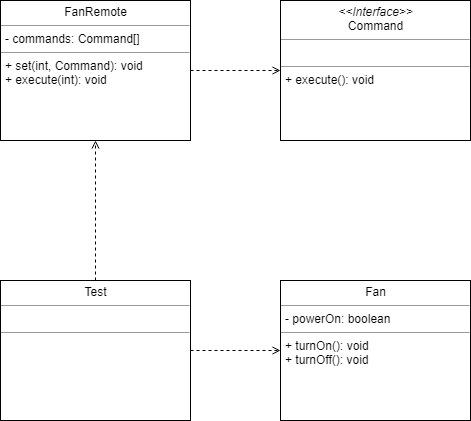 FanRemote
- commands: Command[]
+ set(int, Command): void
+ execute(int): void
<<Interface>>
Command
+ execute(): void
Test
Fan
- powerOn: boolean
+ turnOn(): void
+ turnOff(): void